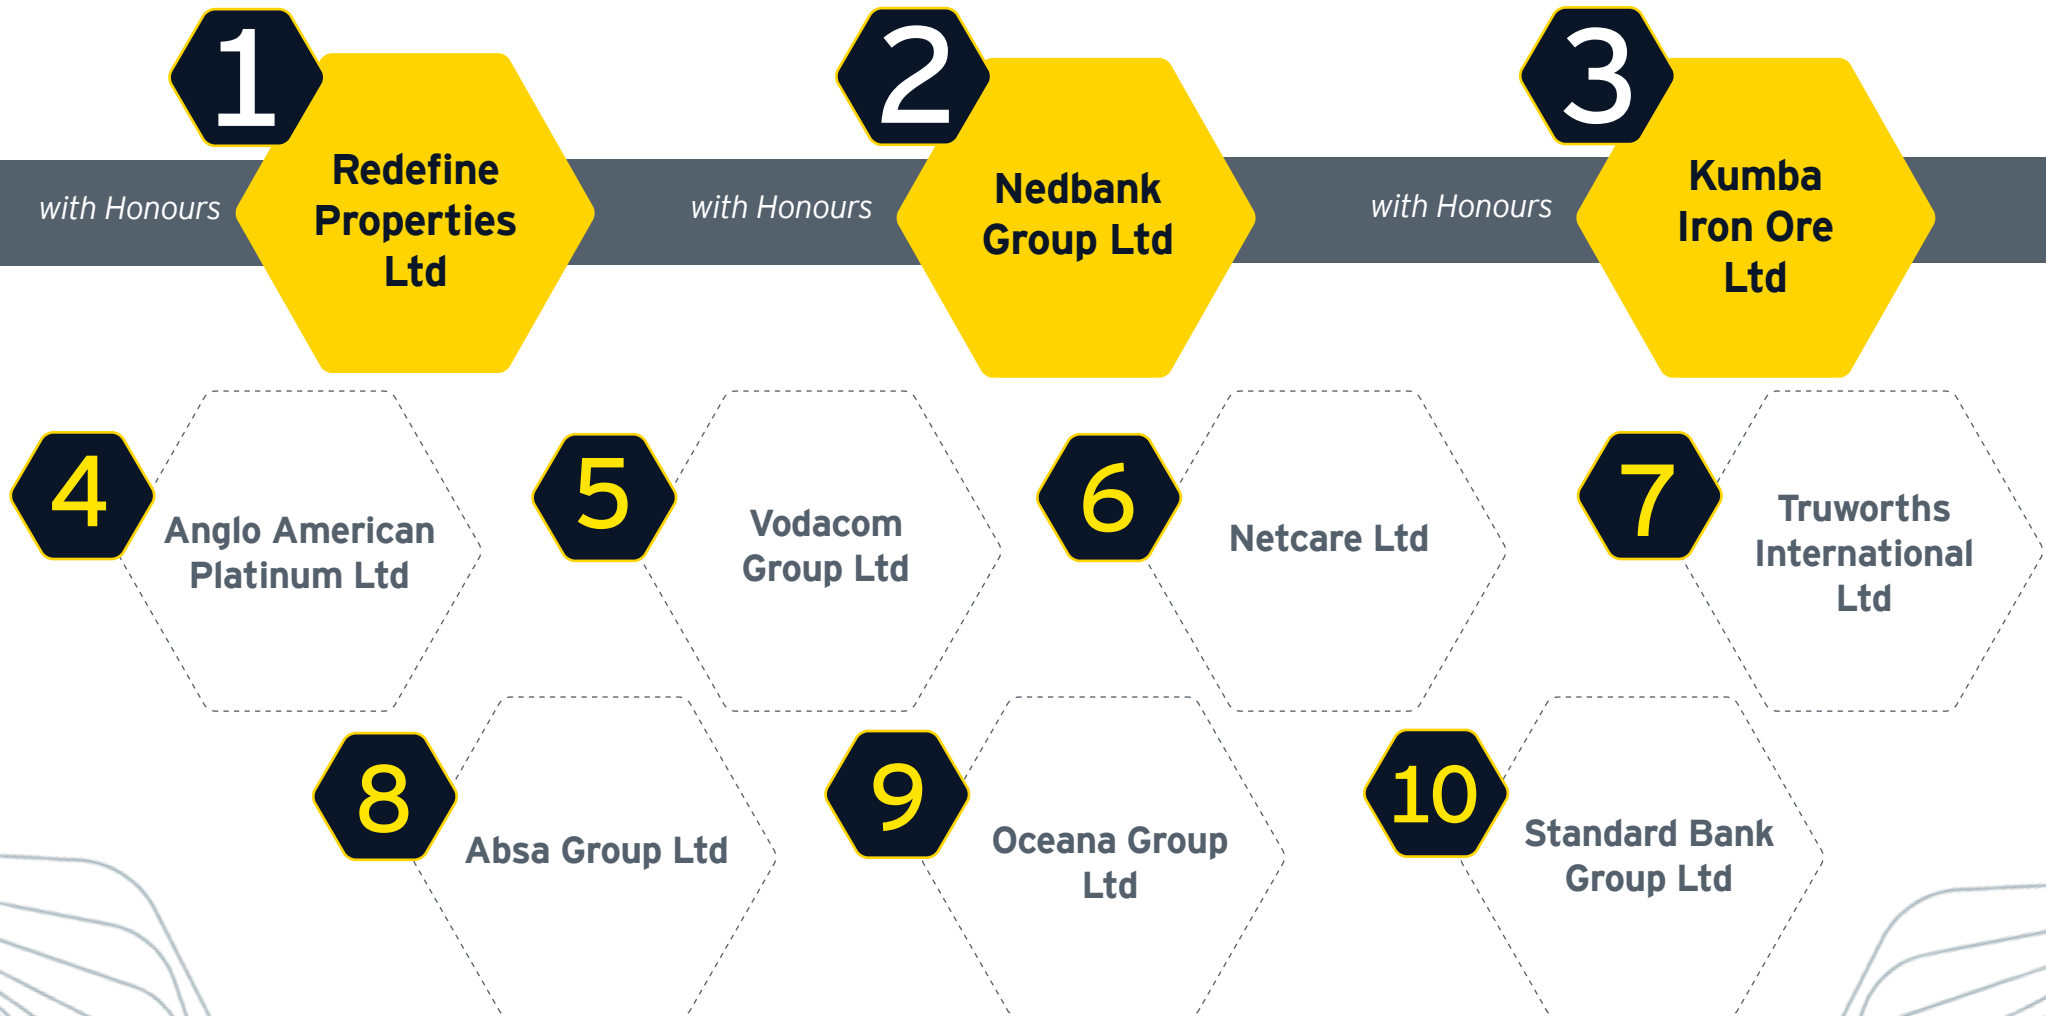 1
with Honours
Redefine
Properties
Ltd
2
with Honours
Nedbank
Group Ltd
3
with Honours
Kumba
Iron Ore
Ltd
4
Anglo American
Platinum Ltd
5
Vodacom
Group Ltd
6
Netcare Ltd
7
Truworths
International
Ltd
8
Absa Group Ltd
9
Oceana Group
Ltd
10
Standard Bank
Group Ltd